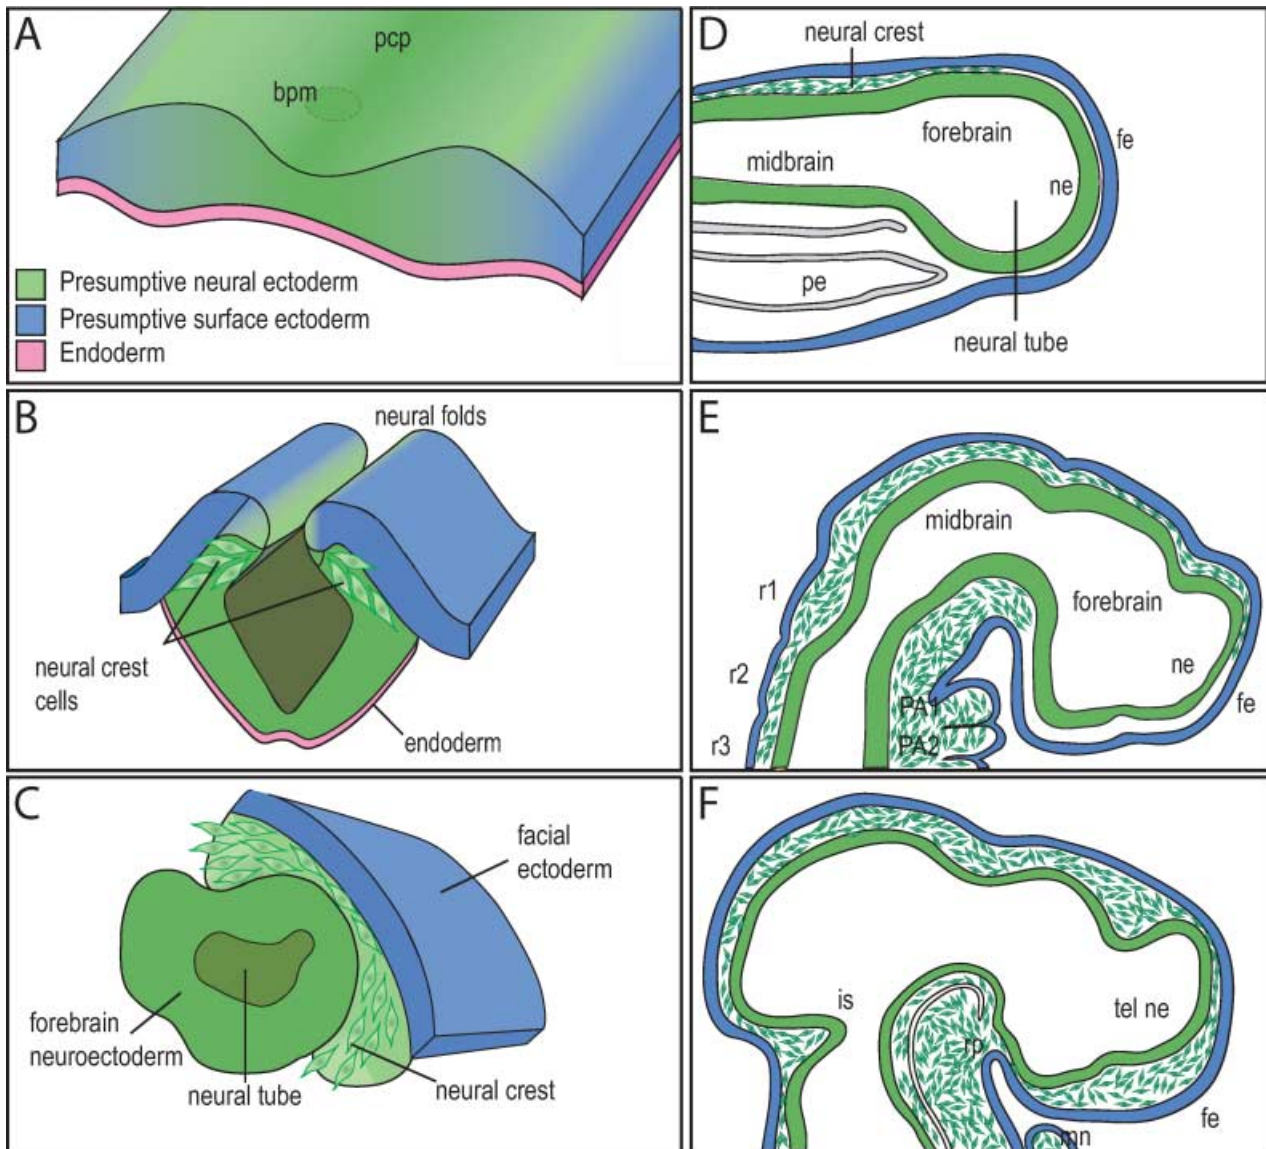 A
pcp
bpm
Presumptive neural ectoderm
Presumptive surface ectoderm
Endoderm
B
neural folds
neural crest
cells
endoderm
C
facial
ectoderm
forebrain
neuroectoderm
neural tube
neural crest
D
neural crest
forebrain
fe
midbrain
ne
pe
neural tube
E
midbrain
r1
forebrain
r2
ne
fe
PA1
r3
PA2
F
is
tel ne
rp
fe
mn